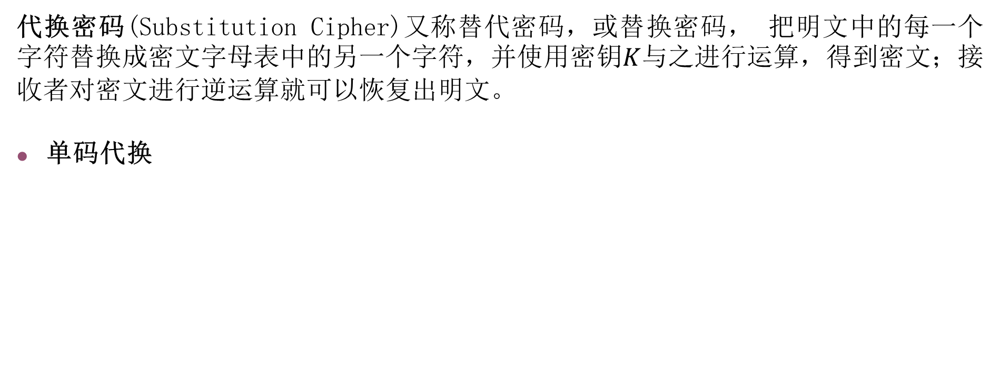 代换密码(Substitution Cipher)又称替代密码，或替换密码， 把明文中的每一个
字符替换成密文字母表中的另一个字符，并使用密钥K与之进行运算，得到密文；接
收者对密文进行逆运算就可以恢复出明文。
• 单码代换